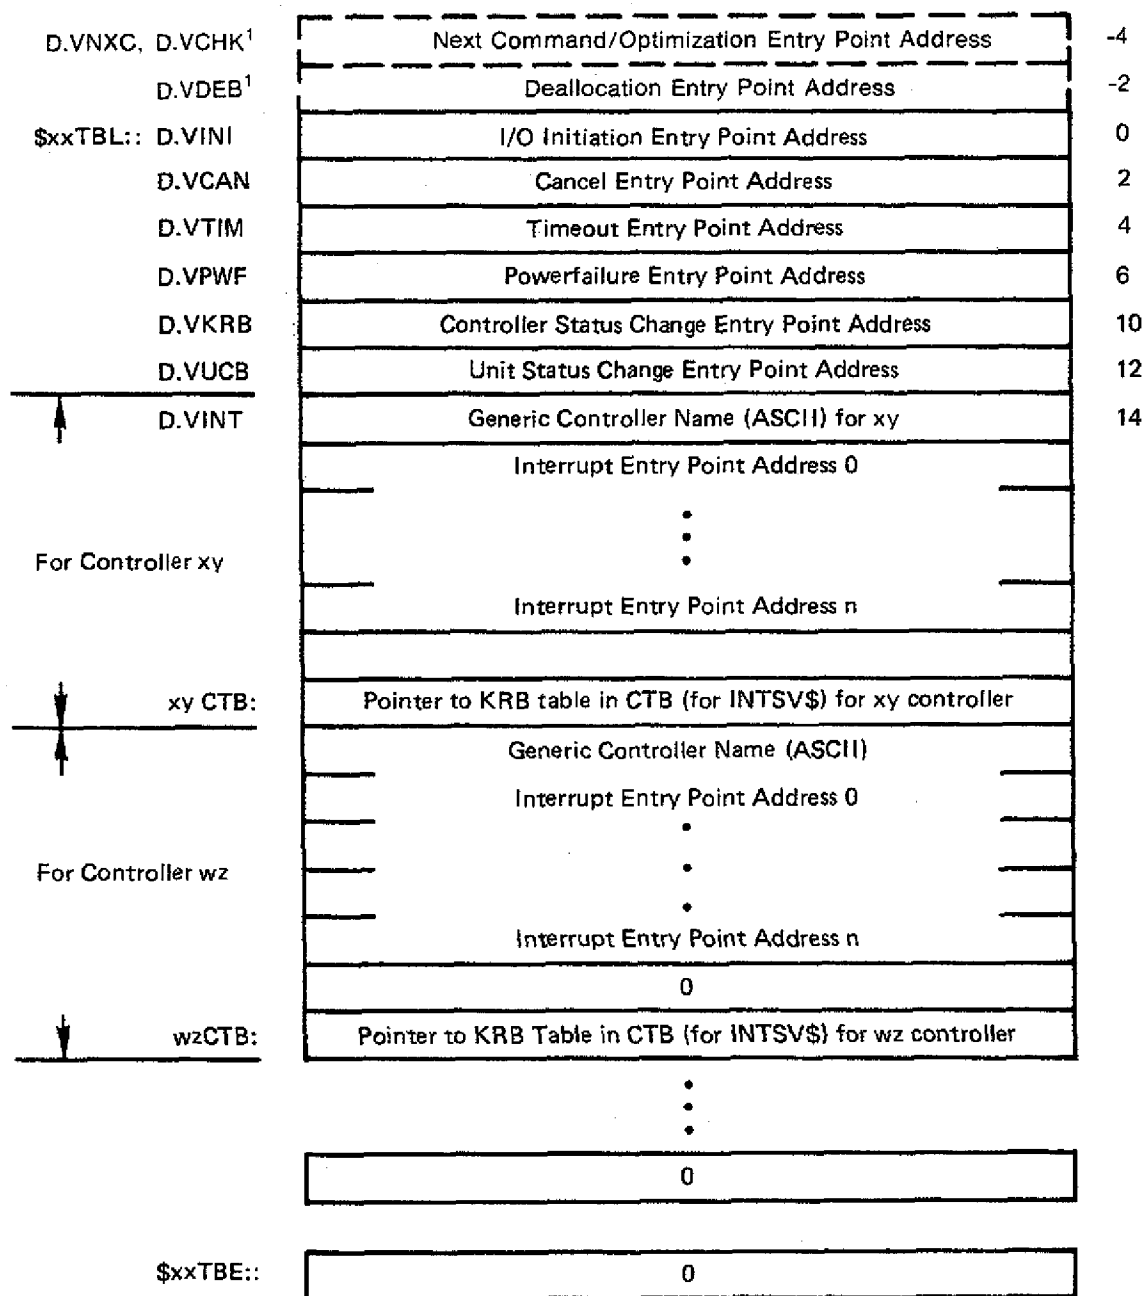 D.VNXC, D.VCHK1 Next Command/Optimization Entry Point Address -4
D.VDEB1 Deallocation Entry Point Address -2
$xxTBL:: D.VINI I/O Initiation Entry Point Address 0
D.VCAN Cancel Entry Point Address 2
D.VTIM Timeout Entry Point Address 4
D.VPWF Powerfailure Entry Point Address 6
D.VKRB Controller Status Change Entry Point Address 10
D.VUCB Unit Status Change Entry Point Address 12
D.VINT Generic Controller Name (ASCII) for xy 14
Interrupt Entry Point Address 0
For Controller xy
Interrupt Entry Point Address n
xy CTB: Pointer to KRB table in CTB (for INTSV$) for xy controller
Generic Controller Name (ASCII)
Interrupt Entry Point Address 0
For Controller wz
Interrupt Entry Point Address n
0
wzCTB: Pointer to KRB Table in CTB (for INTSV$) for wz controller
0
$xxTBE:: 0